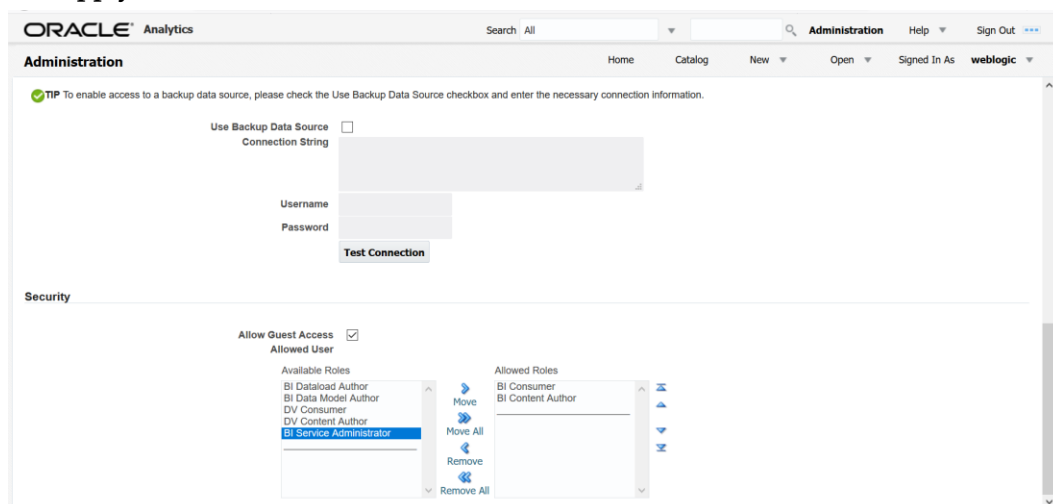 ORACLE Analytics Search All Administration Help Sign Out
Administration Home Catalog New Open Signed In As weblogic
TIP To enable access to a backup data source, please check the Use Backup Data Source checkbox and enter the necessary connection information.
Use Backup Data Source
Connection String
Username
Password
Test Connection
Security
Allow Guest Access
Allowed User
Available Roles
BI Dataload Author
BI Data Model Author
DV Consumer
DV Content Author
BI Service Administrator
Move
Move All
Remove
Remove All
Allowed Roles
BI Consumer
BI Content Author